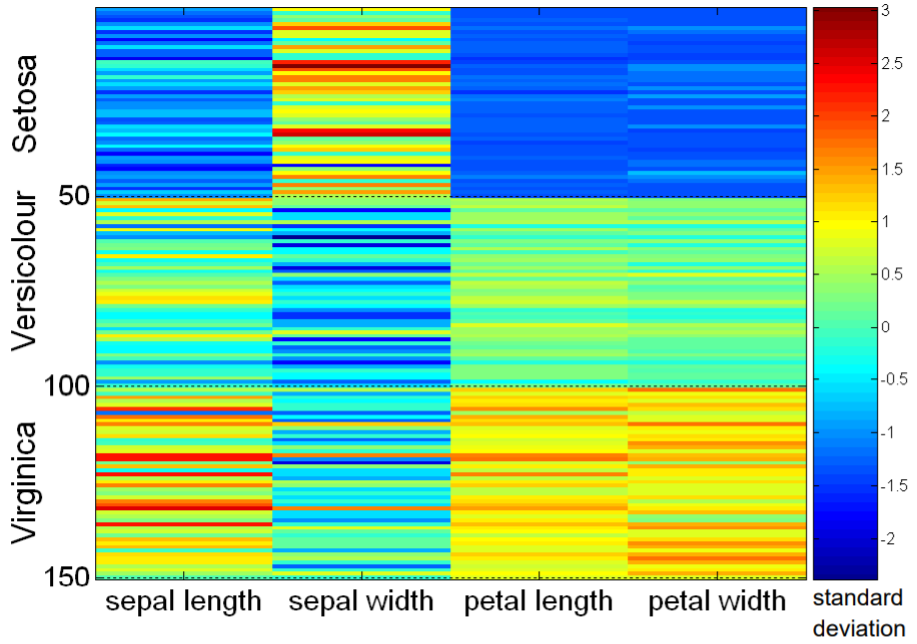 Setosa
50
Versicolour
100
Virginica
150
sepal length
sepal width
petal length
petal width
3
2.5
2
1.5
1
0.5
0
-0.5
-1
-1.5
-2
standard
deviation